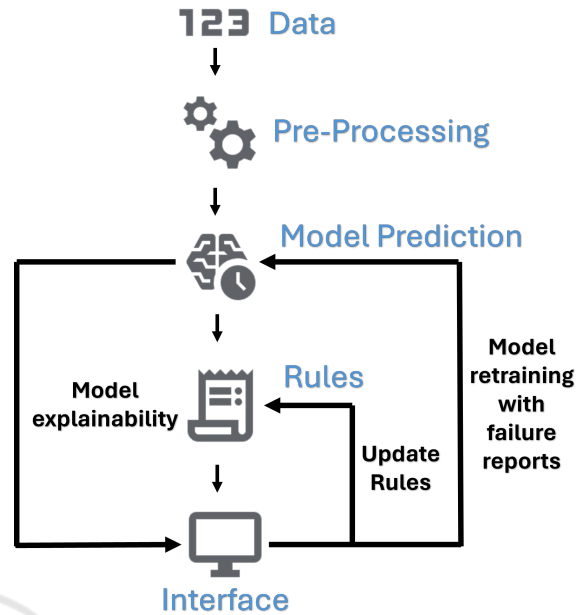 123 Data
Pre-Processing
Model Prediction
Model
retraining
with
failure
reports
Rules
Model
explainability
Update
Rules
Interface